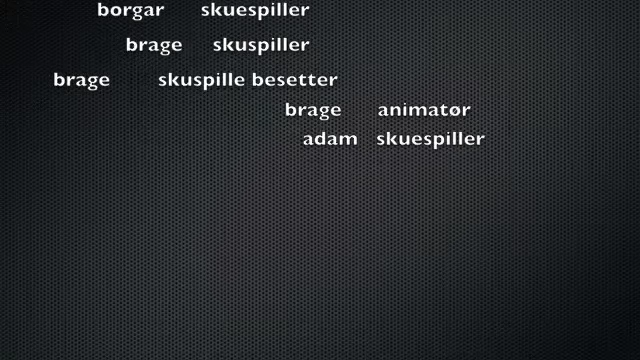 borgar skuespiller
brage skuspiller
brage skuspille besetter
brage animatør
adam skuespiller